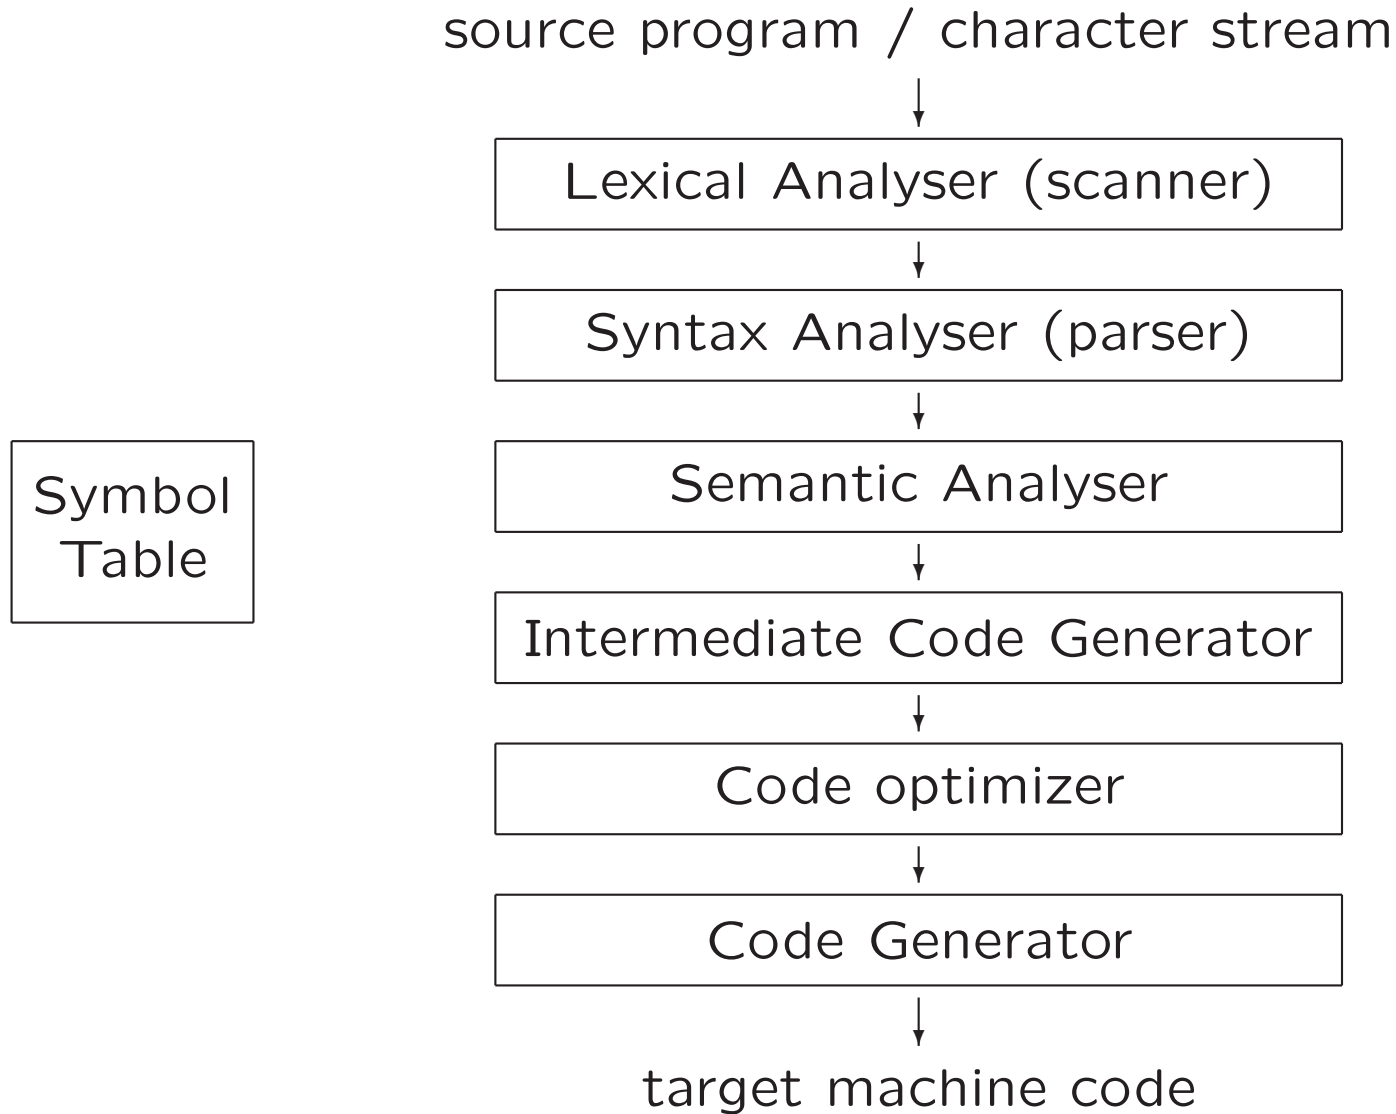 source program / character stream
Lexical Analyser (scanner)
Syntax Analyser (parser)
Semantic Analyser
Symbol
Table
Intermediate Code Generator
Code optimizer
Code Generator
target machine code